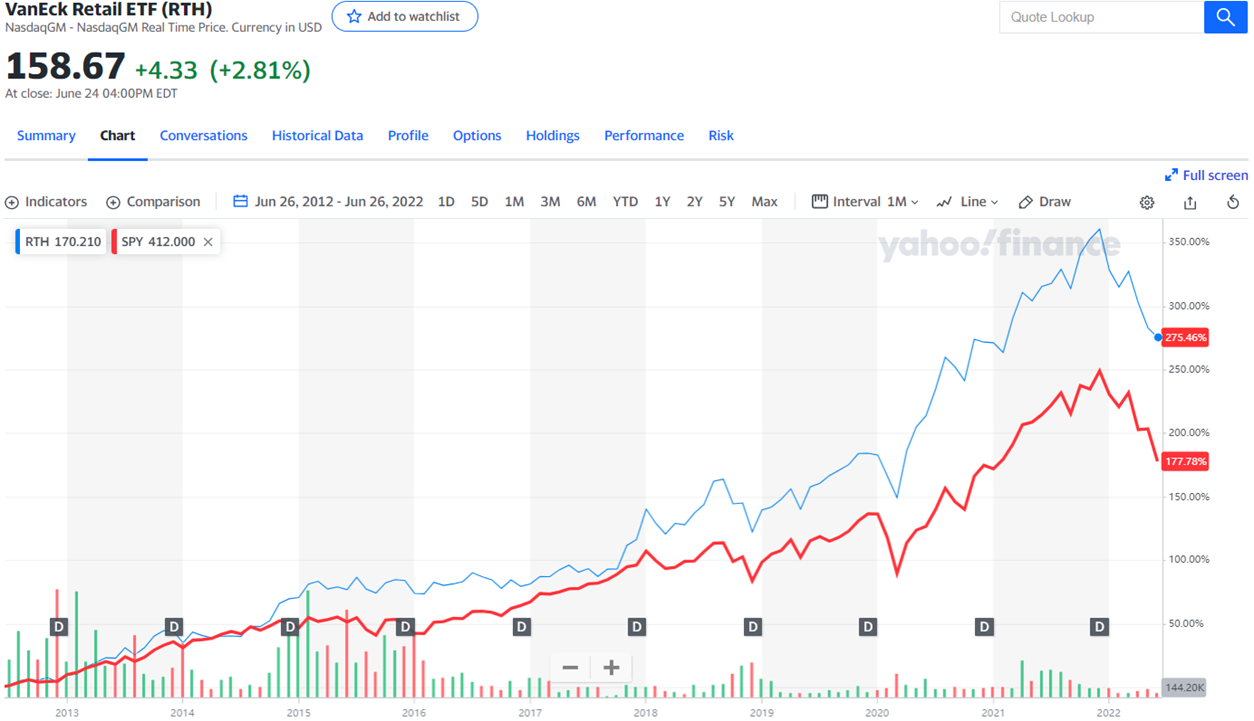 VanEck Retail ETF (RTH)
Add to watchlist
Quote Lookup
NasdaqGM - NasdaqGM Real Time Price. Currency in USD
158.67 +4.33 (+2.81%)
At close: June 24 04:00PM EDT
Summary Chart Conversations Historical Data Profile Options Holdings Performance Risk
Full screen
Indicators Comparison Jun 26, 2012 - Jun 26, 2022 1D 5D 1M 3M 6M YTD 1Y 2Y 5Y Max Interval 1M Line Draw
RTH 170.210 SPY 412.000
yahoo!finance
350.00%
300.00%
275.46%
250.00%
200.00%
177.78%
150.00%
100.00%
50.00%
D D D D D D D D D D
144.20K
2013 2014 2015 2016 2017 2018 2019 2020 2021 2022